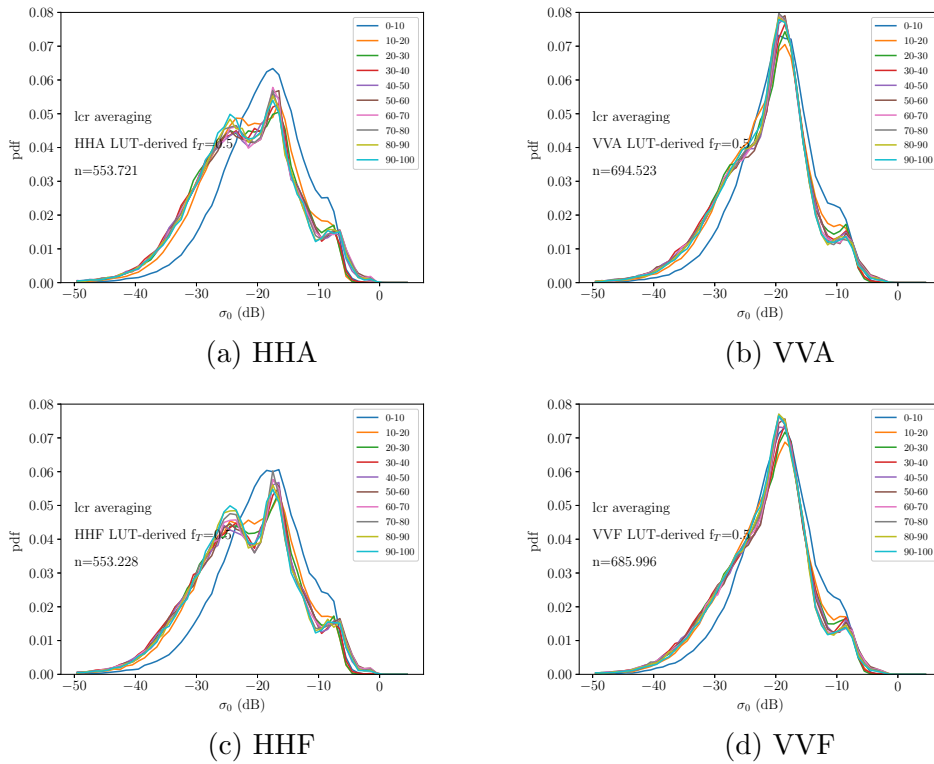 0.08
0.07
0.06
0.05
0.04
0.03
0.02
0.01
0.00
pdf
lcr averaging
HHA LUT-derived f_T=0.5
n=553.721
0-10
10-20
20-30
30-40
40-50
50-60
60-70
70-80
80-90
90-100
−50 −40 −30 −20 −10 0
σ₀ (dB)
(a) HHA
0.08
0.07
0.06
0.05
0.04
0.03
0.02
0.01
0.00
pdf
lcr averaging
VVA LUT-derived f_T=0.5
n=694.523
0-10
10-20
20-30
30-40
40-50
50-60
60-70
70-80
80-90
90-100
−50 −40 −30 −20 −10 0
σ₀ (dB)
(b) VVA
0.08
0.07
0.06
0.05
0.04
0.03
0.02
0.01
0.00
pdf
lcr averaging
HHF LUT-derived f_T=0.5
n=553.228
0-10
10-20
20-30
30-40
40-50
50-60
60-70
70-80
80-90
90-100
−50 −40 −30 −20 −10 0
σ₀ (dB)
(c) HHF
0.08
0.07
0.06
0.05
0.04
0.03
0.02
0.01
0.00
pdf
lcr averaging
VVF LUT-derived f_T=0.5
n=685.996
0-10
10-20
20-30
30-40
40-50
50-60
60-70
70-80
80-90
90-100
−50 −40 −30 −20 −10 0
σ₀ (dB)
(d) VVF